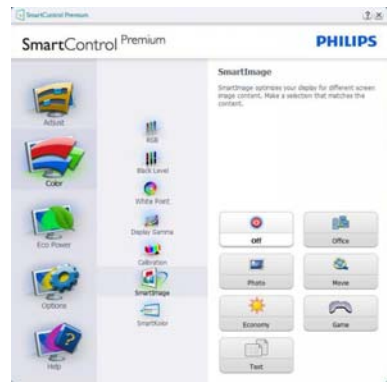 SmartControl Premium
SmartControl Premium
PHILIPS
Adjust
Color
Eco Power
Options
Help
RGB
Black Level
White Point
Display Gamma
Calibration
SmartImage
SmartKolor
SmartImage
SmartImage optimizes your display for different screen
image content. Make a selection that matches the
content.
Off
Office
Photo
Movie
Economy
Game
Text